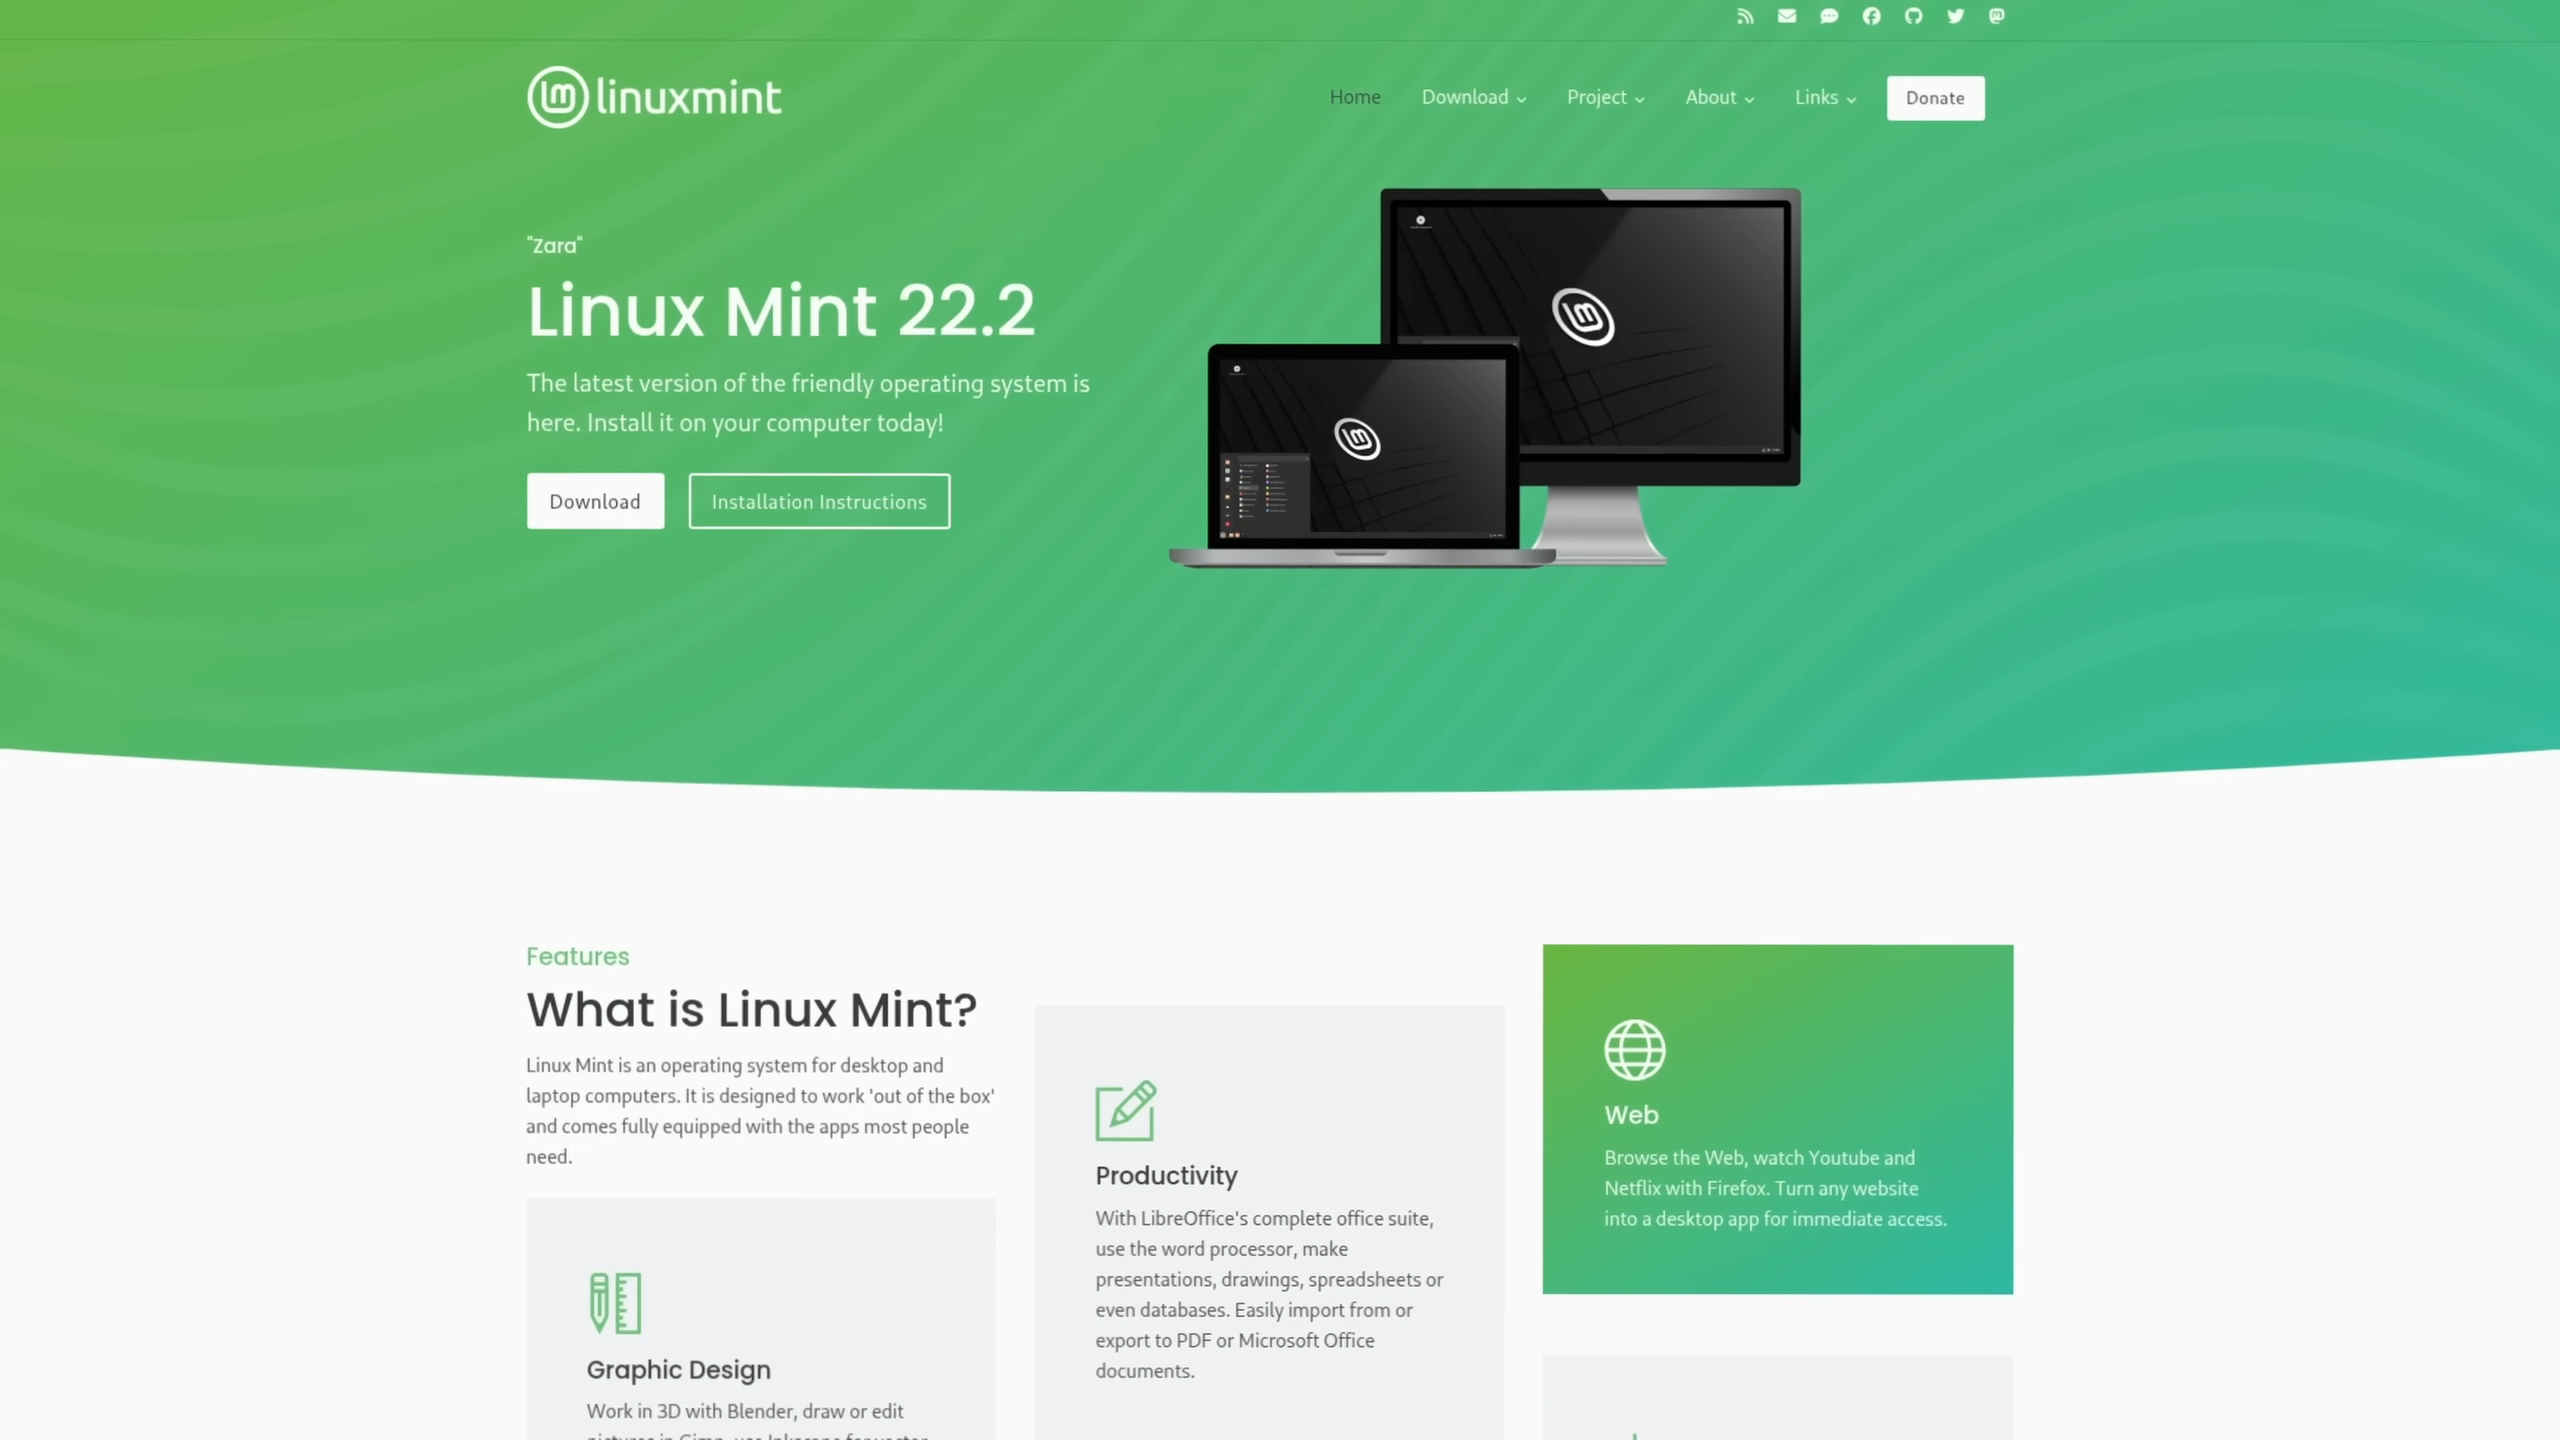 linuxmint
Home
Download
Project
About
Links
Donate
"Zara"
Linux Mint 22.2
The latest version of the friendly operating system is
here. Install it on your computer today!
Download
Installation Instructions
Features
What is Linux Mint?
Linux Mint is an operating system for desktop and
laptop computers. It is designed to work 'out of the box'
and comes fully equipped with the apps most people
need.
Graphic Design
Work in 3D with Blender, draw or edit
Productivity
With LibreOffice's complete office suite,
use the word processor, make
presentations, drawings, spreadsheets or
even databases. Easily import from or
export to PDF or Microsoft Office
documents.
Web
Browse the Web, watch Youtube and
Netflix with Firefox. Turn any website
into a desktop app for immediate access.